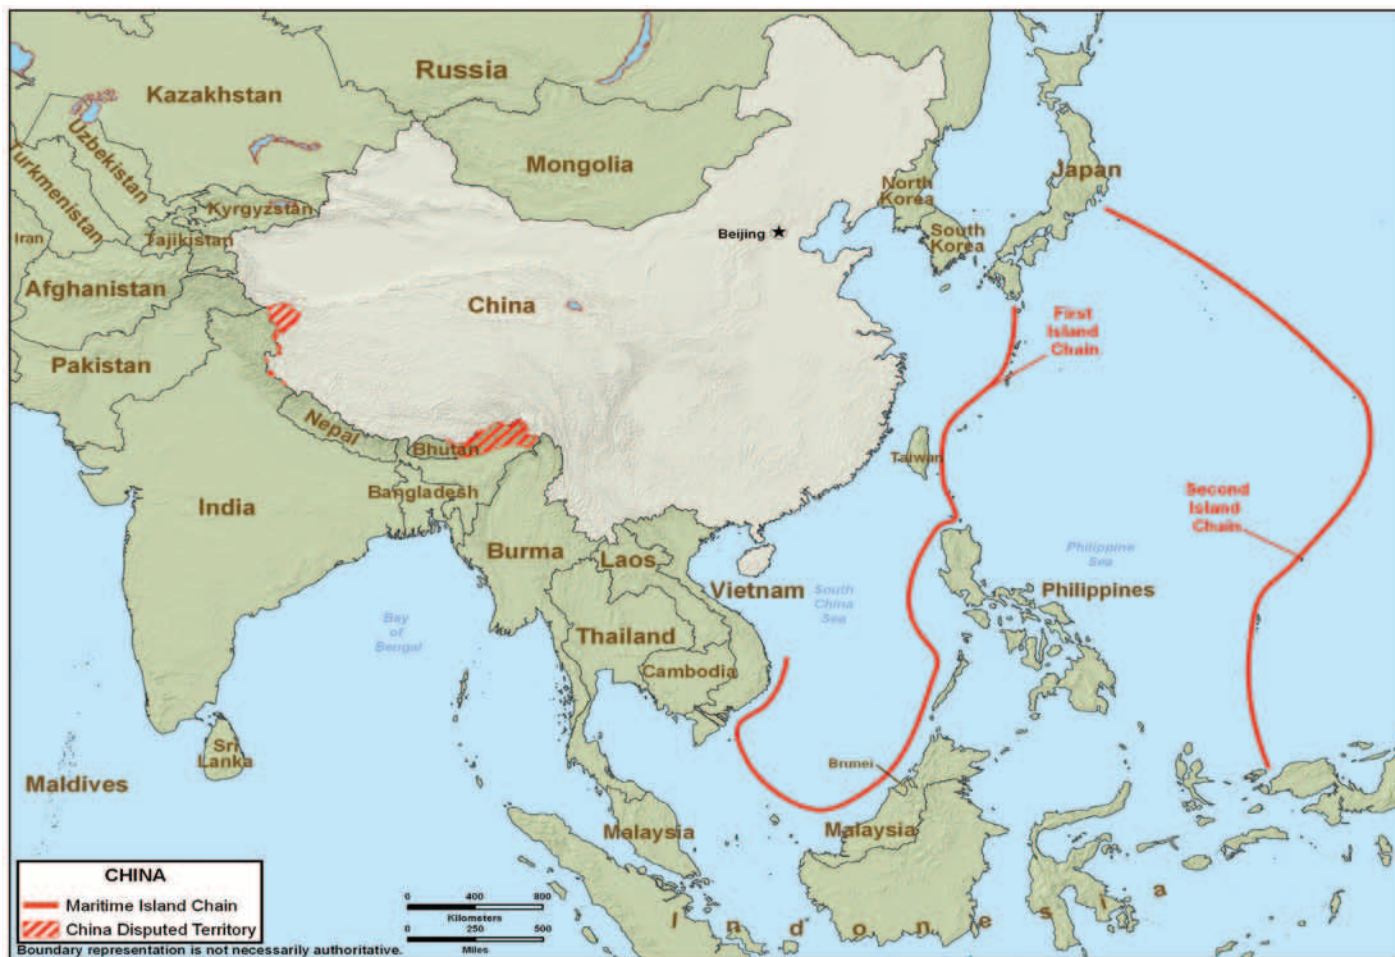 Russia
Kazakhstan
Mongolia
Uzbekistan
Turkmenistan
Kyrgyzstan
Tajikistan
Iran
Afghanistan
Pakistan
North
Korea
South
Korea
Japan
Beijing
China
First
Island
Chain
Nepal
Bhutan
Bangladesh
India
Taiwan
Second
Island
Chain
Burma
Laos
Vietnam
Philippine
Sea
Philippines
South
China
Sea
Bay
of
Bengal
Thailand
Cambodia
Sri
Lanka
Maldives
Brunei
Malaysia
Malaysia
Indonesia
CHINA
Maritime Island Chain
China Disputed Territory
Boundary representation is not necessarily authoritative.
0 400 800
Kilometers
0 250 500
Miles